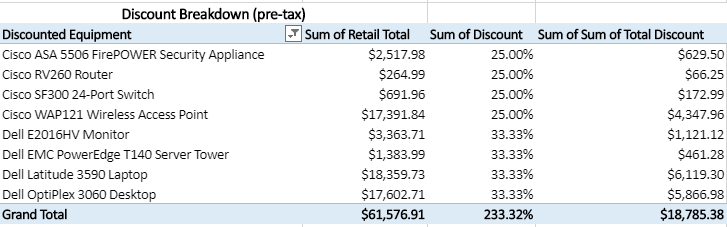 Discount Breakdown (pre-tax)
Discounted Equipment Sum of Retail Total Sum of Discount Sum of Sum of Total Discount
Cisco ASA 5506 FirePOWER Security Appliance $2,517.98 25.00% $629.50
Cisco RV260 Router $264.99 25.00% $66.25
Cisco SF300 24-Port Switch $691.96 25.00% $172.99
Cisco WAP121 Wireless Access Point $17,391.84 25.00% $4,347.96
Dell E2016HV Monitor $3,363.71 33.33% $1,121.12
Dell EMC PowerEdge T140 Server Tower $1,383.99 33.33% $461.28
Dell Latitude 3590 Laptop $18,359.73 33.33% $6,119.30
Dell OptiPlex 3060 Desktop $17,602.71 33.33% $5,866.98
Grand Total $61,576.91 233.32% $18,785.38